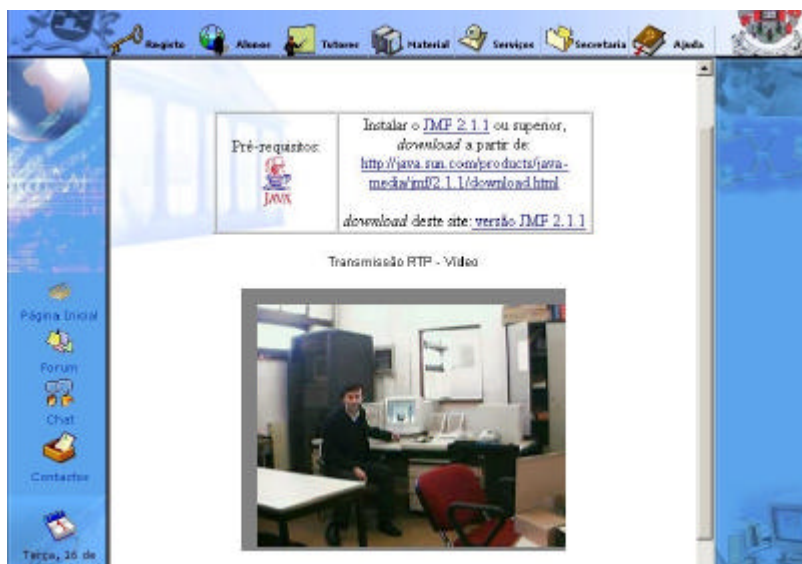 Registo
Alunos
Tutores
Material
Serviços
Secretaria
Ajuda
Pré-requisitos:
JAVA
Instalar o JMF 2.1.1 ou superior,
download a partir de:
http://java.sun.com/products/java-
media/jmf/2.1.1/download.html
download deste site: versão JMF 2.1.1
Transmissão RTP - Vídeo
Página Inicial
Forum
Chat
Contactos
Terça, 16 de